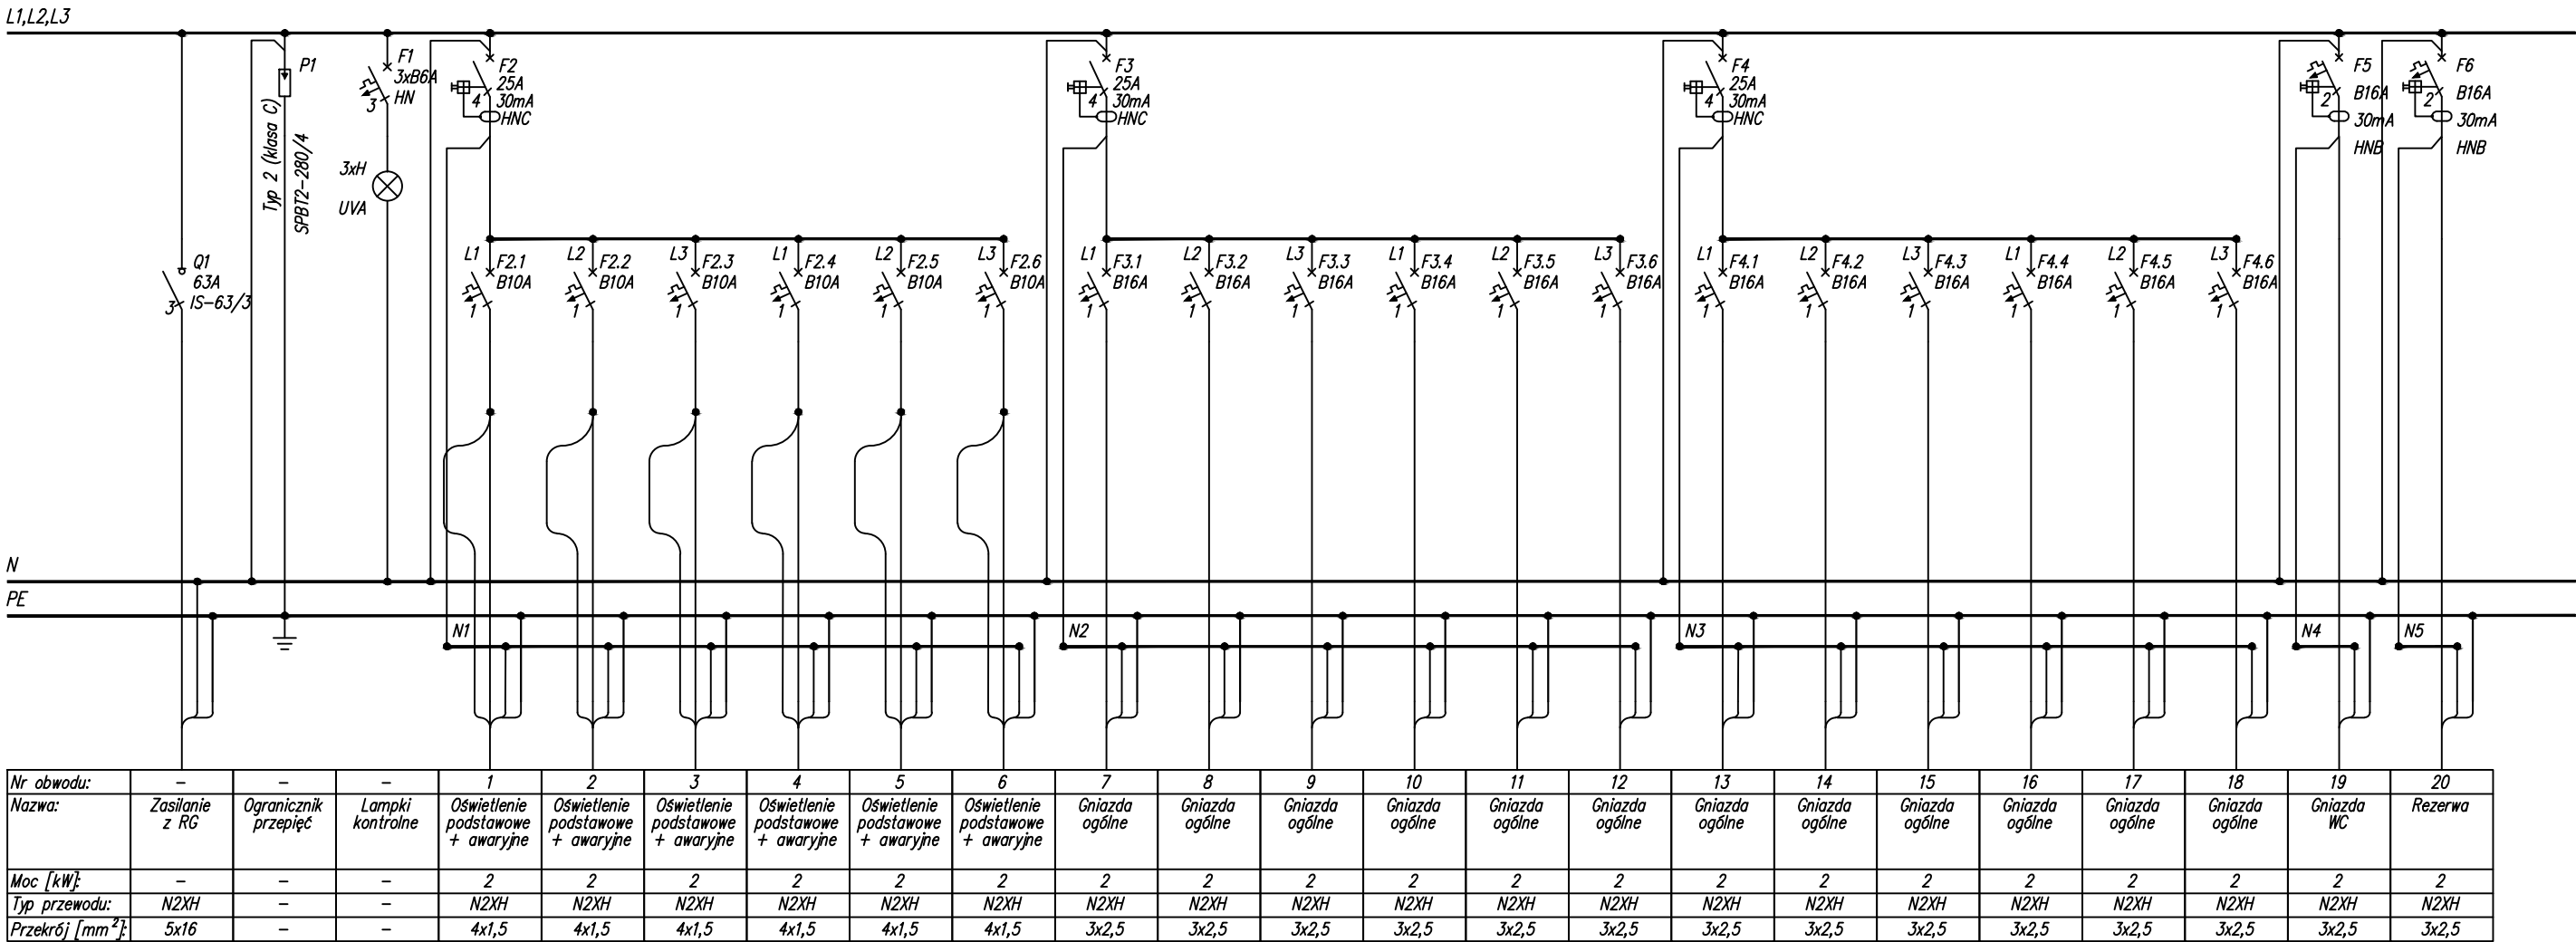 L1,L2,L3
P1
Typ 2 (klasa C)
SPBT2-280/4
F1
3xB6A
HN
3
3xH
UVA
F2
25A
30mA
HNC
4
F3
25A
30mA
HNC
4
F4
25A
30mA
HNC
4
F5
B16A
30mA
HNB
2
F6
B16A
30mA
HNB
2
Q1
63A
IS-63/3
3
L1 F2.1
B10A
1
L2 F2.2
B10A
1
L3 F2.3
B10A
1
L1 F2.4
B10A
1
L2 F2.5
B10A
1
L3 F2.6
B10A
1
L1 F3.1
B16A
1
L2 F3.2
B16A
1
L3 F3.3
B16A
1
L1 F3.4
B16A
1
L2 F3.5
B16A
1
L3 F3.6
B16A
1
L1 F4.1
B16A
1
L2 F4.2
B16A
1
L3 F4.3
B16A
1
L1 F4.4
B16A
1
L2 F4.5
B16A
1
L3 F4.6
B16A
1
N
PE
N1
N2
N3
N4
N5
Nr obwodu: - - - 1 2 3 4 5 6 7 8 9 10 11 12 13 14 15 16 17 18 19 20
Nazwa:
Zasilanie
z RG
Ogranicznik
przepięć
Lampki
kontrolne
Oświetlenie
podstawowe
+ awaryjne
Oświetlenie
podstawowe
+ awaryjne
Oświetlenie
podstawowe
+ awaryjne
Oświetlenie
podstawowe
+ awaryjne
Oświetlenie
podstawowe
+ awaryjne
Oświetlenie
podstawowe
+ awaryjne
Gniazda
ogólne
Gniazda
ogólne
Gniazda
ogólne
Gniazda
ogólne
Gniazda
ogólne
Gniazda
ogólne
Gniazda
ogólne
Gniazda
ogólne
Gniazda
ogólne
Gniazda
ogólne
Gniazda
ogólne
Gniazda
ogólne
Gniazda
WC
Rezerwa
Moc [kW]: - - - 2 2 2 2 2 2 2 2 2 2 2 2 2 2 2 2 2 2 2 2
Typ przewodu: N2XH - - N2XH N2XH N2XH N2XH N2XH N2XH N2XH N2XH N2XH N2XH N2XH N2XH N2XH N2XH N2XH N2XH N2XH N2XH N2XH N2XH
Przekrój [mm²]: 5x16 - - 4x1,5 4x1,5 4x1,5 4x1,5 4x1,5 4x1,5 3x2,5 3x2,5 3x2,5 3x2,5 3x2,5 3x2,5 3x2,5 3x2,5 3x2,5 3x2,5 3x2,5 3x2,5 3x2,5 3x2,5